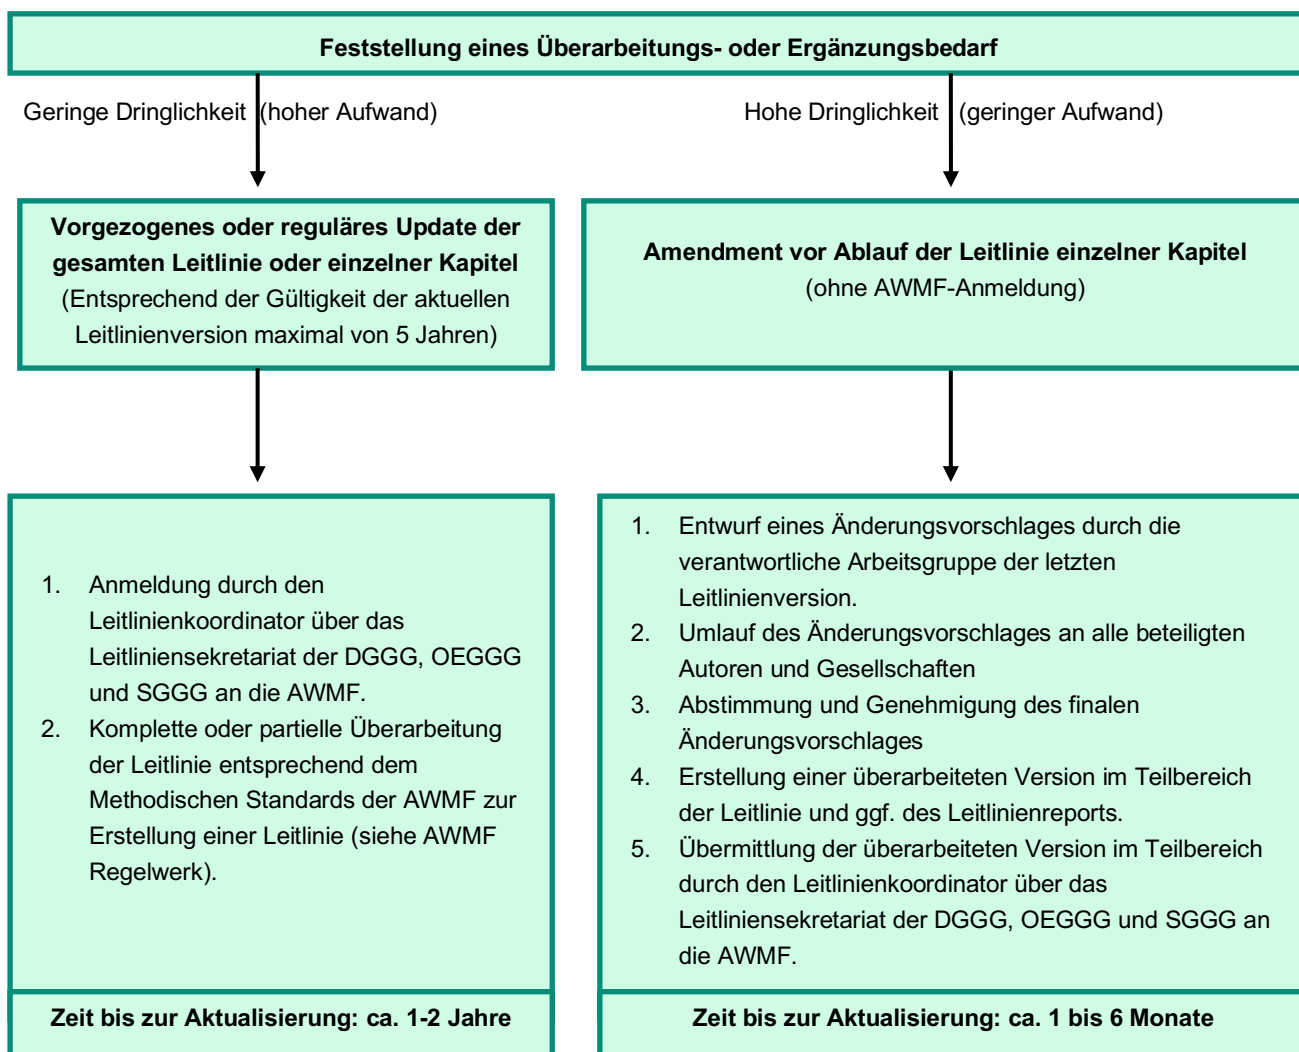 Feststellung eines Überarbeitungs- oder Ergänzungsbedarf
Geringe Dringlichkeit (hoher Aufwand)
Hohe Dringlichkeit (geringer Aufwand)
Vorgezogenes oder reguläres Update der
gesamten Leitlinie oder einzelner Kapitel
(Entsprechend der Gültigkeit der aktuellen
Leitlinienversion maximal von 5 Jahren)
Amendment vor Ablauf der Leitlinie einzelner Kapitel
(ohne AWMF-Anmeldung)
1. Anmeldung durch den
Leitlinienkoordinator über das
Leitliniensekretariat der DGGG, OEGGG
und SGGG an die AWMF.
2. Komplette oder partielle Überarbeitung
der Leitlinie entsprechend dem
Methodischen Standards der AWMF zur
Erstellung einer Leitlinie (siehe AWMF
Regelwerk).
Zeit bis zur Aktualisierung: ca. 1-2 Jahre
1. Entwurf eines Änderungsvorschlages durch die
verantwortliche Arbeitsgruppe der letzten
Leitlinienversion.
2. Umlauf des Änderungsvorschlages an alle beteiligten
Autoren und Gesellschaften
3. Abstimmung und Genehmigung des finalen
Änderungsvorschlages
4. Erstellung einer überarbeiteten Version im Teilbereich
der Leitlinie und ggf. des Leitlinienreports.
5. Übermittlung der überarbeiteten Version im Teilbereich
durch den Leitlinienkoordinator über das
Leitliniensekretariat der DGGG, OEGGG und SGGG an
die AWMF.
Zeit bis zur Aktualisierung: ca. 1 bis 6 Monate